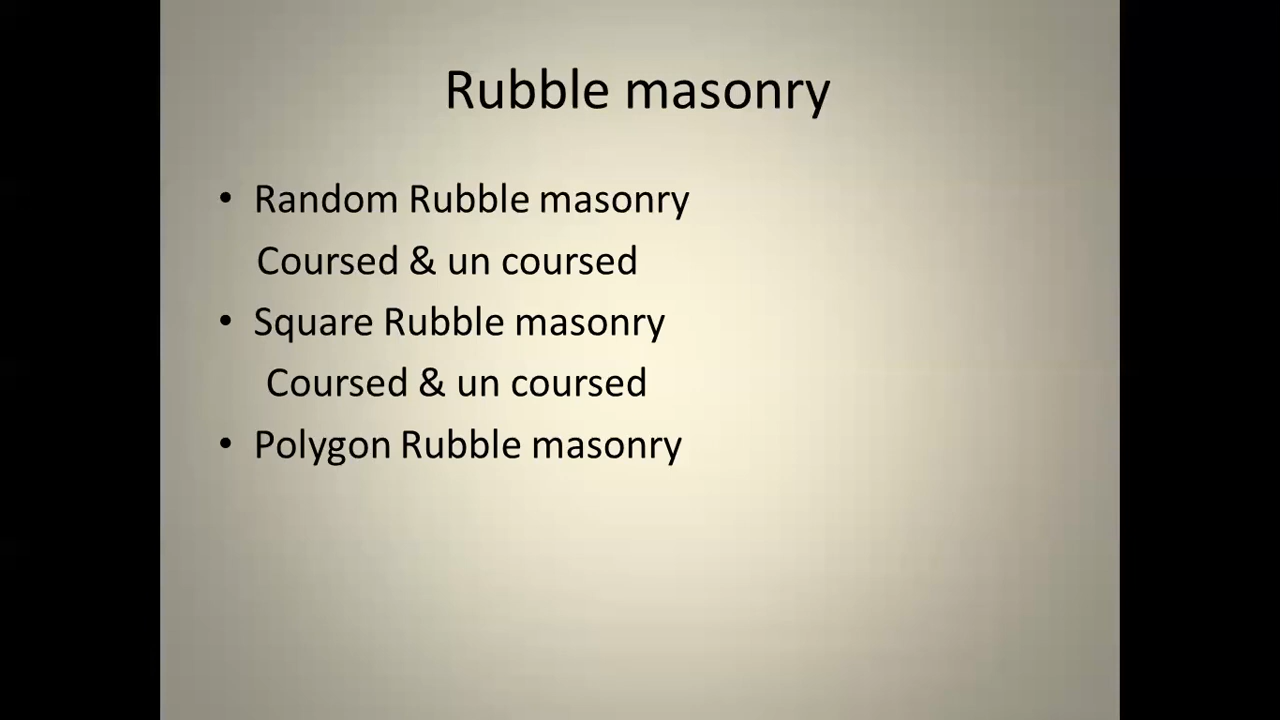 Rubble masonry
• Random Rubble masonry
Coursed & un coursed
• Square Rubble masonry
Coursed & un coursed
• Polygon Rubble masonry